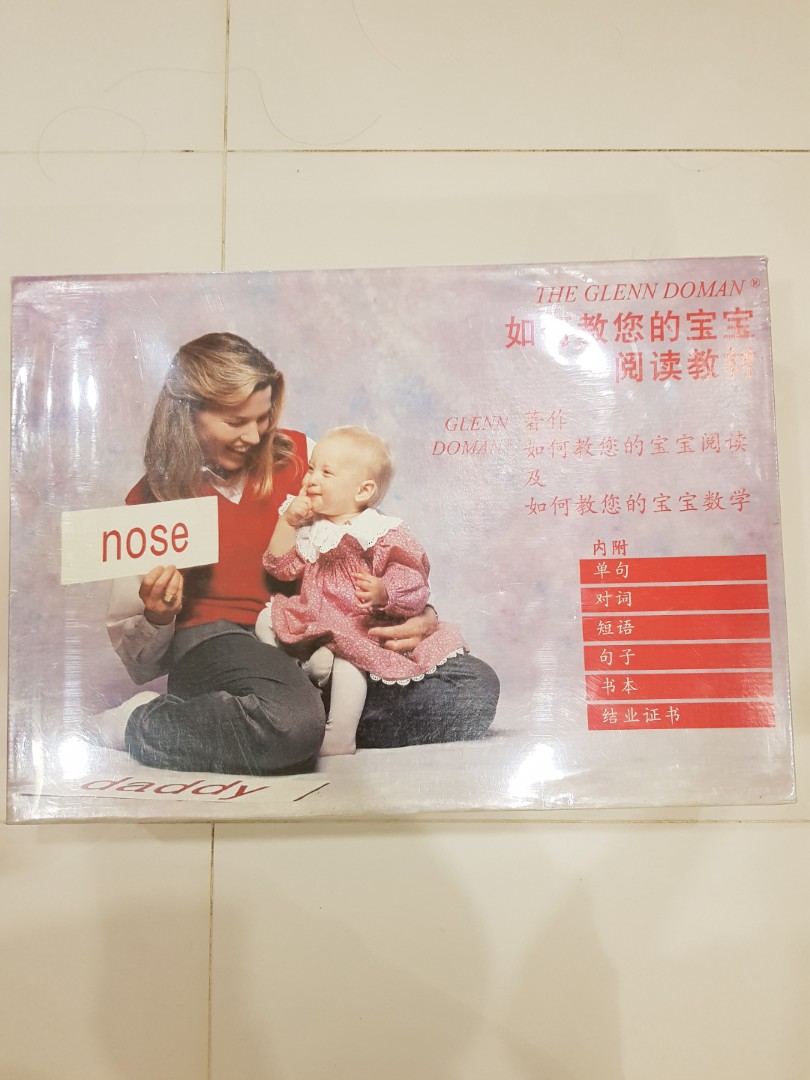 THE GLENN DOMAN®
如何教您的宝宝
阅读教材
GLENN
DOMAN®
著作
如何教您的宝宝阅读
及
如何教您的宝宝数学
内附
单句
对词
短语
句子
书本
结业证书
nose
daddy